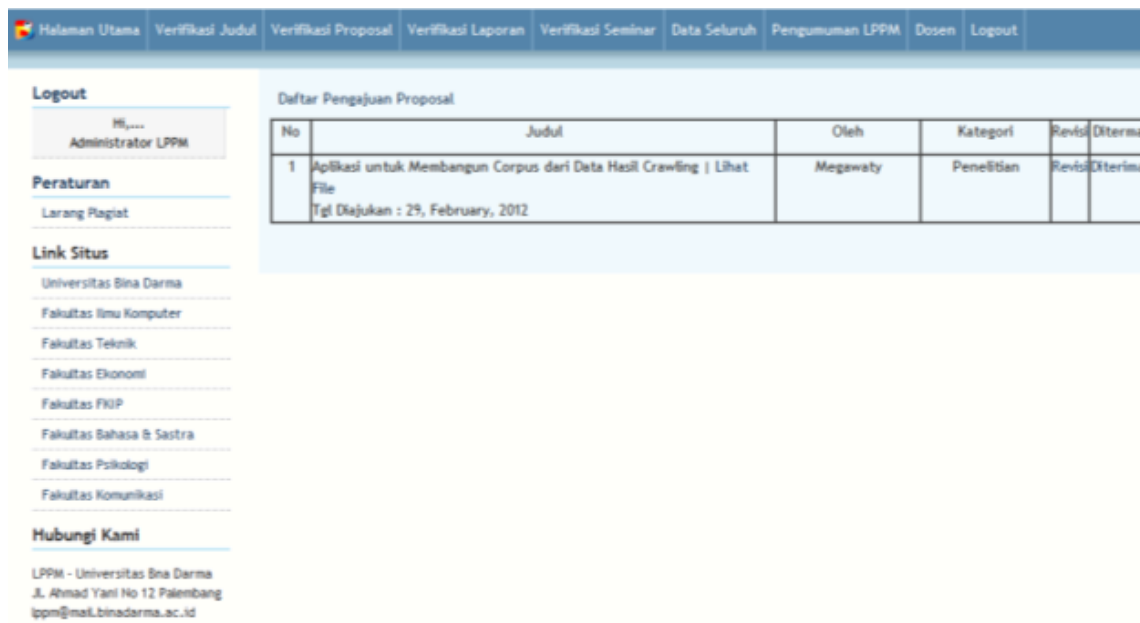 Halaman Utama Verifikasi Judul Verifikasi Proposal Verifikasi Laporan Verifikasi Seminar Data Seluruh Pengumuman LPPM Dosen Logout
Logout
Hi,....
Administrator LPPM
Peraturan
Larang Plagiat
Link Situs
Universitas Bina Darma
Fakultas Ilmu Komputer
Fakultas Teknik
Fakultas Ekonomi
Fakultas FKIP
Fakultas Bahasa & Sastra
Fakultas Psikologi
Fakultas Komunikasi
Hubungi Kami
LPPM - Universitas Bna Darma
JL. Ahmad Yani No 12 Palembang
lppm@mail.binadarma.ac.id
Daftar Pengajuan Proposal
No Judul Oleh Kategori Revisi Diterma
1 Aplikasi untuk Membangun Corpus dari Data Hasil Crawling | Lihat Megawaty Penelitian Revisi Diterima
File
Tgl Diajukan : 29, February, 2012